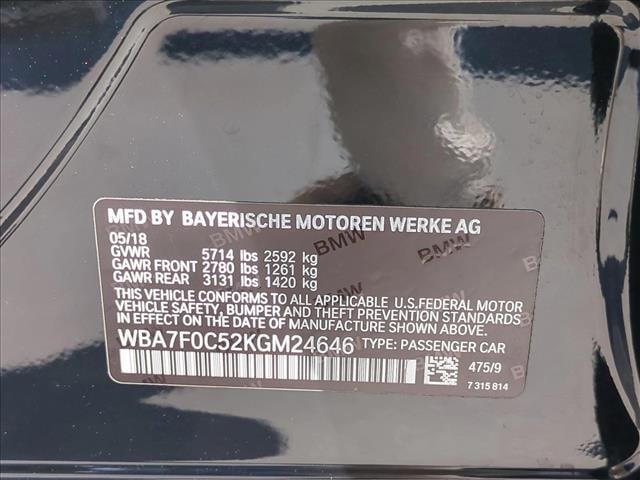 MFD BY BAYERISCHE MOTOREN WERKE AG
05/18
GVWR 5714 lbs 2592 kg
GAWR FRONT 2780 lbs 1261 kg
GAWR REAR 3131 lbs 1420 kg
THIS VEHICLE CONFORMS TO ALL APPLICABLE U.S.FEDERAL MOTOR
VEHICLE SAFETY, BUMPER, AND THEFT PREVENTION STANDARDS
IN EFFECT ON THE DATE OF MANUFACTURE SHOWN ABOVE.
WBA7F0C52KGM24646 TYPE: PASSENGER CAR
475/9
7 315 814
BMW BMW BMW